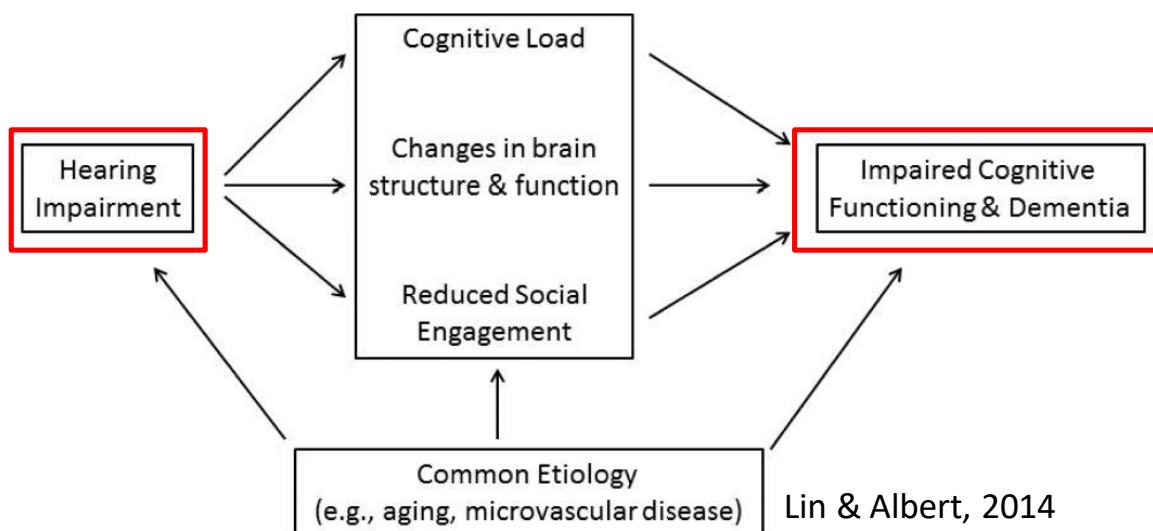 Cognitive Load
Hearing
Impairment
Changes in brain
structure & function
Impaired Cognitive
Functioning & Dementia
Reduced Social
Engagement
Common Etiology
(e.g., aging, microvascular disease)
Lin & Albert, 2014